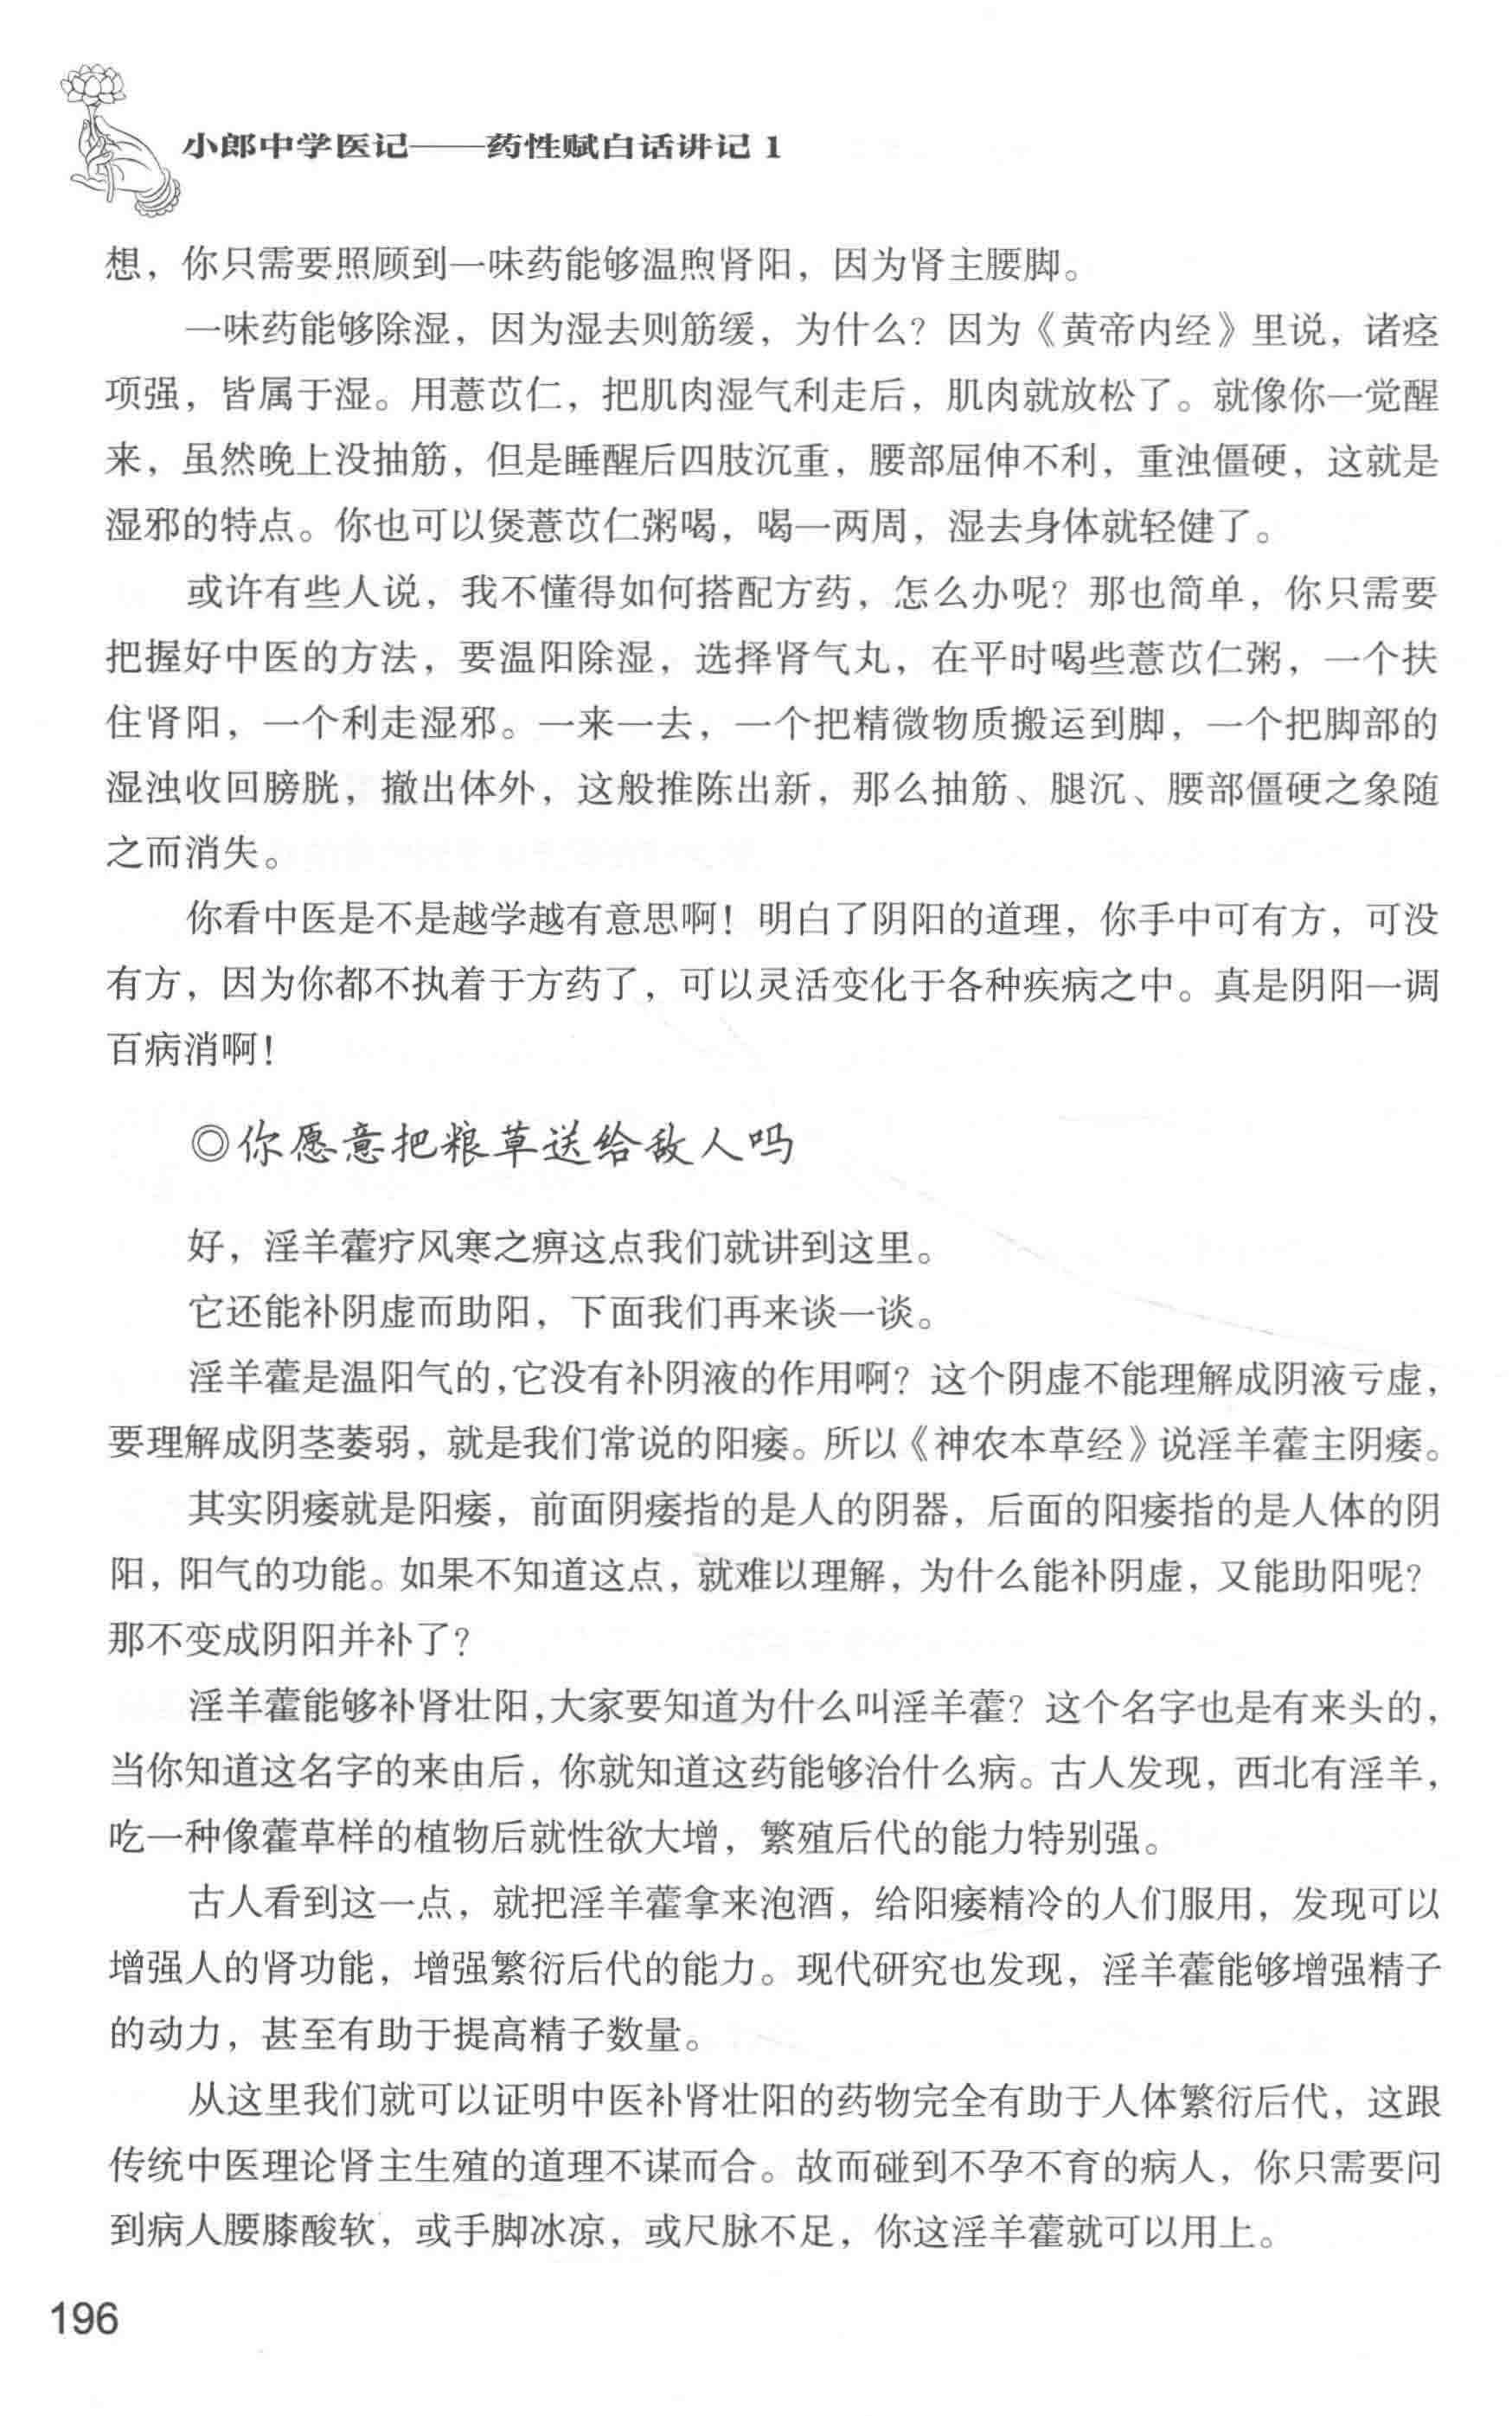 小郎中学医记——药性赋白话讲记 1
想，你只需要照顾到一味药能够温煦肾阳，因为肾主腰脚。
一味药能够除湿，因为湿去则筋缓，为什么？因为《黄帝内经》里说，诸痉
项强，皆属于湿。用薏苡仁，把肌肉湿气利走后，肌肉就放松了。就像你一觉醒
来，虽然晚上没抽筋，但是睡醒后四肢沉重，腰部屈伸不利，重浊僵硬，这就是
湿邪的特点。你也可以煲薏苡仁粥喝，喝一两周，湿去身体就轻健了。
或许有些人说，我不懂得如何搭配方药，怎么办呢？那也简单，你只需要
把握好中医的方法，要温阳除湿，选择肾气丸，在平时喝些薏苡仁粥，一个扶
住肾阳，一个利走湿邪。一来一去，一个把精微物质搬运到脚，一个把脚部的
湿浊收回膀胱，撤出体外，这般推陈出新，那么抽筋、腿沉、腰部僵硬之象随
之而消失。
你看中医是不是越学越有意思啊！明白了阴阳的道理，你手中可有方，可没
有方，因为你都不执着于方药了，可以灵活变化于各种疾病之中。真是阴阳一调
百病消啊！
◎你愿意把粮草送给敌人吗
好，淫羊藿疗风寒之痹这点我们就讲到这里。
它还能补阴虚而助阳，下面我们再来谈一谈。
淫羊藿是温阳气的，它没有补阴液的作用啊？这个阴虚不能理解成阴液亏虚，
要理解成阴茎萎弱，就是我们常说的阳痿。所以《神农本草经》说淫羊藿主阴痿。
其实阴痿就是阳痿，前面阴痿指的是人的阴器，后面的阳痿指的是人体的阴
阳，阳气的功能。如果不知道这点，就难以理解，为什么能补阴虚，又能助阳呢？
那不变成阴阳并补了？
淫羊藿能够补肾壮阳，大家要知道为什么叫淫羊藿？这个名字也是有来头的，
当你知道这名字的来由后，你就知道这药能够治什么病。古人发现，西北有淫羊，
吃一种像藿草样的植物后就性欲大增，繁殖后代的能力特别强。
古人看到这一点，就把淫羊藿拿来泡酒，给阳痿精冷的人们服用，发现可以
增强人的肾功能，增强繁衍后代的能力。现代研究也发现，淫羊藿能够增强精子
的动力，甚至有助于提高精子数量。
从这里我们就可以证明中医补肾壮阳的药物完全有助于人体繁衍后代，这跟
传统中医理论肾主生殖的道理不谋而合。故而碰到不孕不育的病人，你只需要问
到病人腰膝酸软，或手脚冰凉，或尺脉不足，你这淫羊藿就可以用上。
196